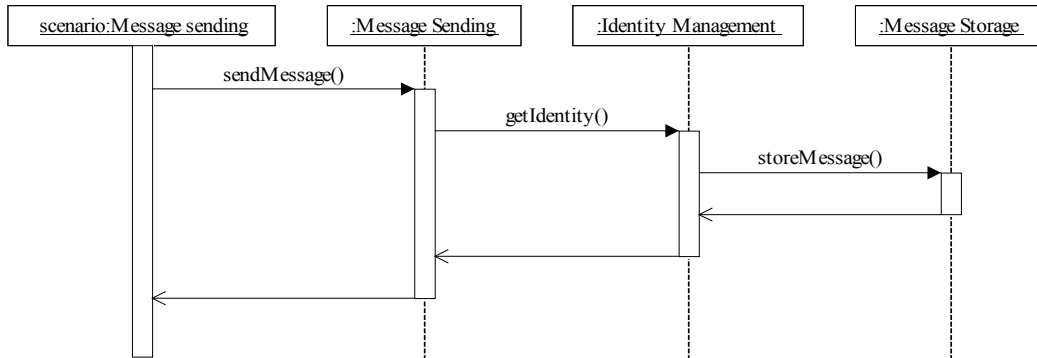 scenario:Message sending
:Message Sending
:Identity Management
:Message Storage
sendMessage()
getIdentity()
storeMessage()